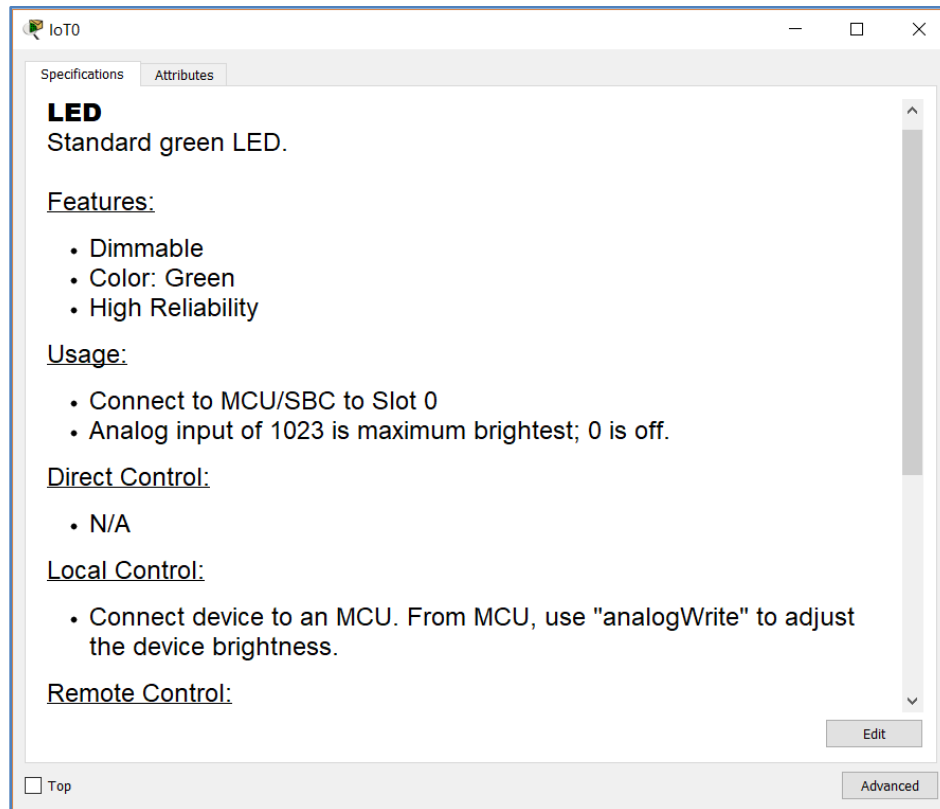 IoT0
Specifications Attributes
LED
Standard green LED.
Features:
• Dimmable
• Color: Green
• High Reliability
Usage:
• Connect to MCU/SBC to Slot 0
• Analog input of 1023 is maximum brightest; 0 is off.
Direct Control:
• N/A
Local Control:
• Connect device to an MCU. From MCU, use "analogWrite" to adjust
the device brightness.
Remote Control:
Edit
Top
Advanced